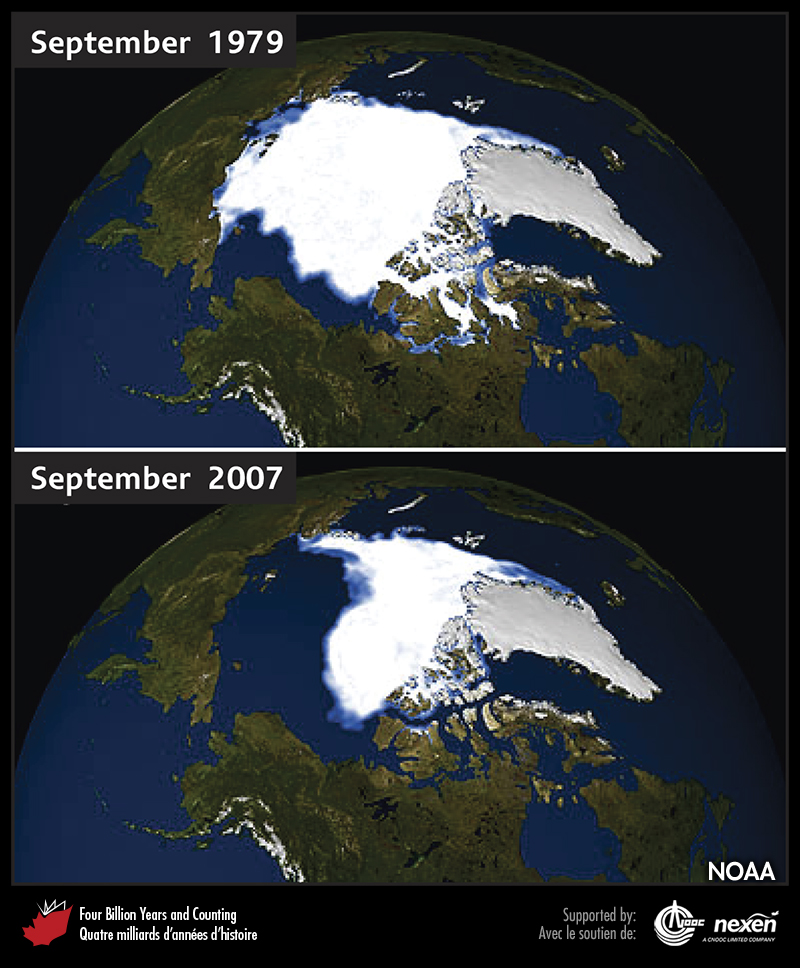 September 1979
September 2007
NOAA
Four Billion Years and Counting
Quatre milliards d'années d'histoire
Supported by:
Avec le soutien de:
cnooc
nexen
A CNOOC LIMITED COMPANY